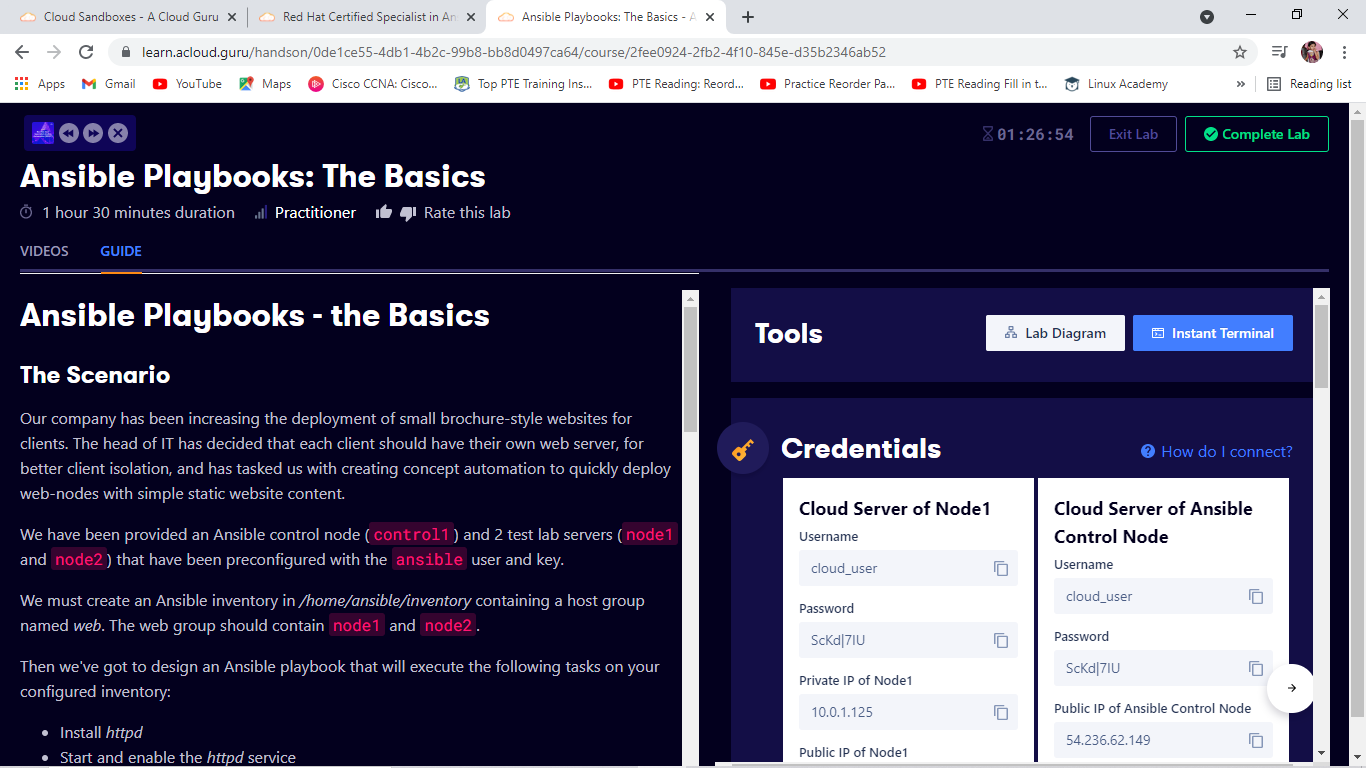 Cloud Sandboxes - A Cloud Guru
Red Hat Certified Specialist in An
Ansible Playbooks: The Basics - A
learn.acloud.guru/handson/0de1ce55-4db1-4b2c-99b8-bb8d0497ca64/course/2fee0924-2fb2-4f10-845e-d35b2346ab52
Apps Gmail YouTube Maps Cisco CCNA: Cisco... Top PTE Training Ins... PTE Reading: Reord... Practice Reorder Pa... PTE Reading Fill in t... Linux Academy » Reading list
01:26:54 Exit Lab Complete Lab
Ansible Playbooks: The Basics
1 hour 30 minutes duration Practitioner Rate this lab
VIDEOS GUIDE
Ansible Playbooks - the Basics
The Scenario
Our company has been increasing the deployment of small brochure-style websites for
clients. The head of IT has decided that each client should have their own web server, for
better client isolation, and has tasked us with creating concept automation to quickly deploy
web-nodes with simple static website content.
We have been provided an Ansible control node (control1) and 2 test lab servers (node1
and node2) that have been preconfigured with the ansible user and key.
We must create an Ansible inventory in /home/ansible/inventory containing a host group
named web. The web group should contain node1 and node2.
Then we've got to design an Ansible playbook that will execute the following tasks on your
configured inventory:
• Install httpd
• Start and enable the httpd service
Tools
Lab Diagram
Instant Terminal
Credentials
How do I connect?
Cloud Server of Node1
Username
cloud_user
Password
ScKd|7IU
Private IP of Node1
10.0.1.125
Public IP of Node1
Cloud Server of Ansible
Control Node
Username
cloud_user
Password
ScKd|7IU
Public IP of Ansible Control Node
54.236.62.149